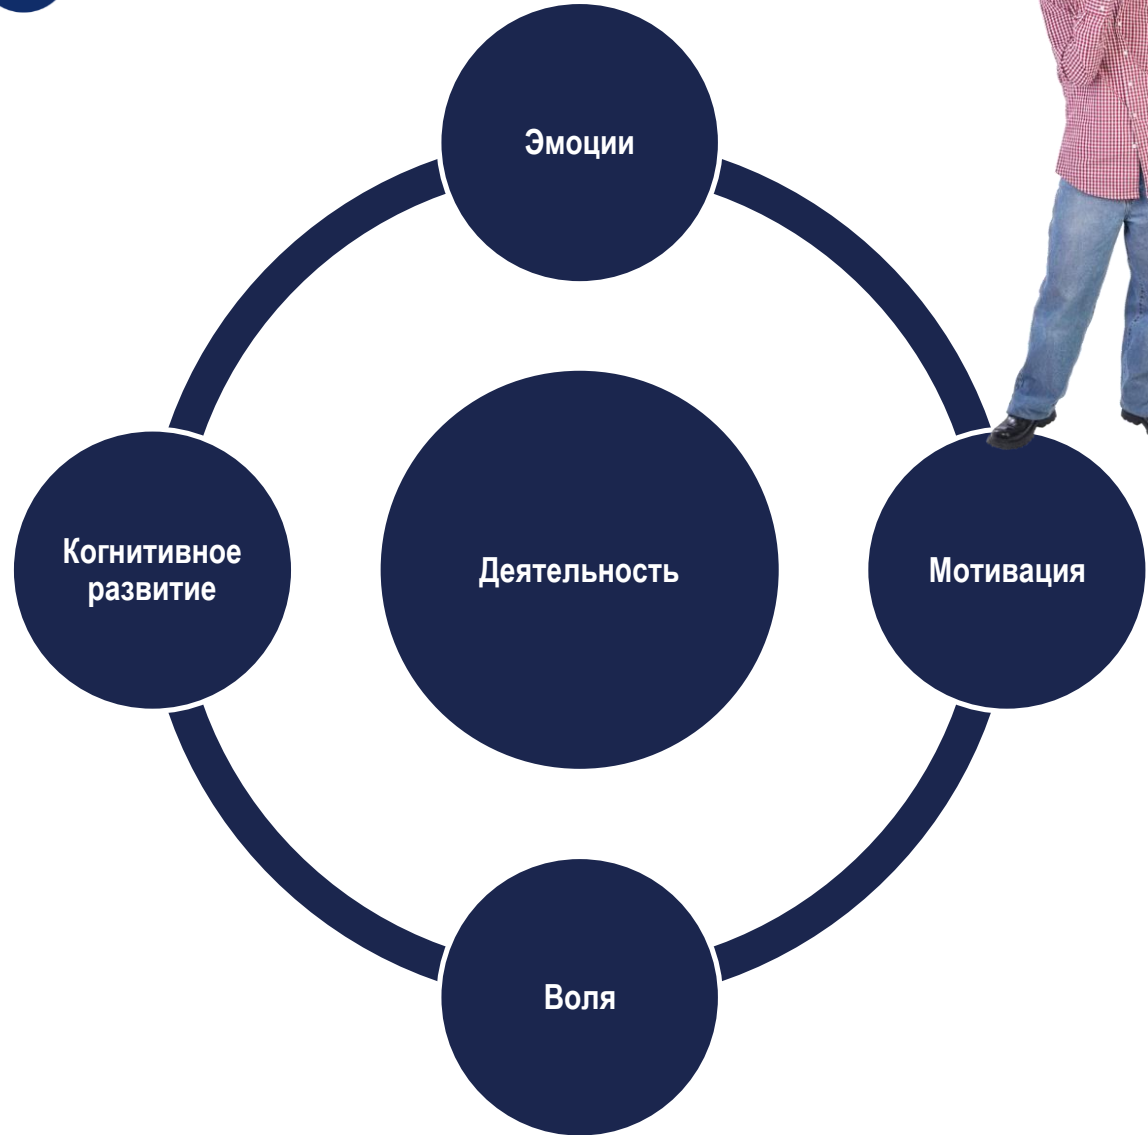 Эмоции
Когнитивное
развитие
Деятельность
Мотивация
Воля